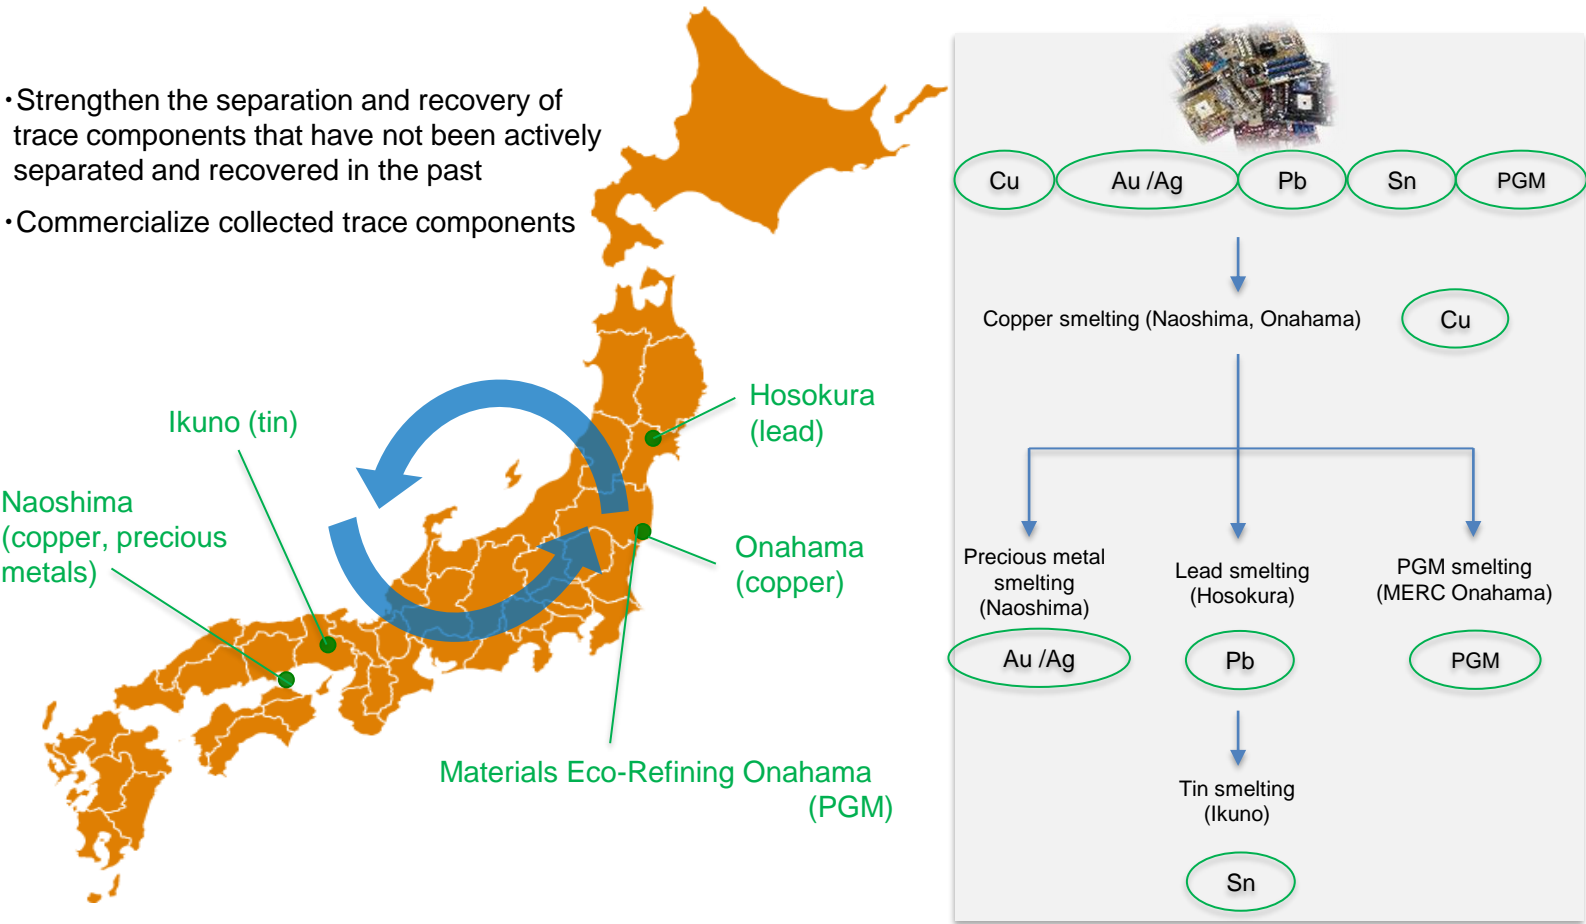 ・Strengthen the separation and recovery of
trace components that have not been actively
separated and recovered in the past
・Commercialize collected trace components
Ikuno (tin)
Naoshima
(copper, precious
metals)
Hosokura
(lead)
Onahama
(copper)
Materials Eco-Refining Onahama
(PGM)
Cu
Au /Ag
Pb
Sn
PGM
Copper smelting (Naoshima, Onahama)
Cu
Precious metal
smelting
(Naoshima)
Au /Ag
Lead smelting
(Hosokura)
Pb
PGM smelting
(MERC Onahama)
PGM
Tin smelting
(Ikuno)
Sn